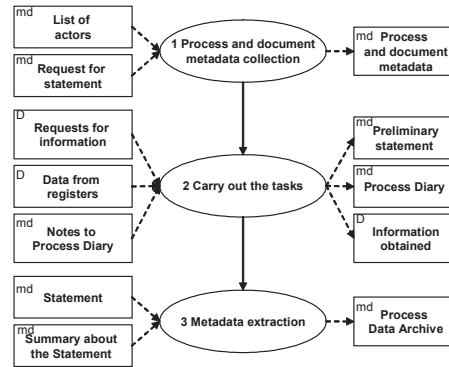 md
List of
actors
md
Request for
statement
1 Process and document
metadata collection
md
Process
and document
metadata
D
Requests for
information
D
Data from
registers
md
Notes to
Process Diary
2 Carry out the tasks
md
Preliminary
statement
md
Process Diary
D
Information
obtained
md
Statement
md
Summary about
the Statement
3 Metadata extraction
md
Process
Data Archive